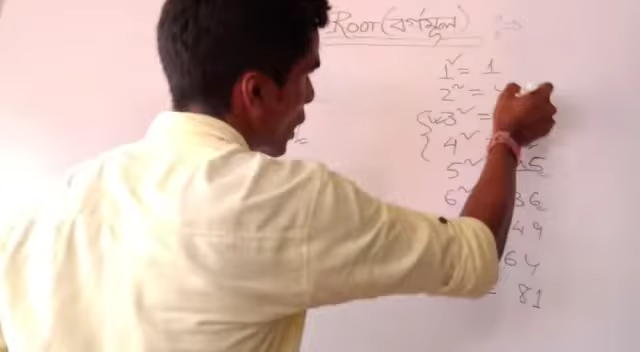 Root (বর্গমূল)
1² = 1
2² = 4
3² =
4²
5² 25
6² 36
49
64
= 81